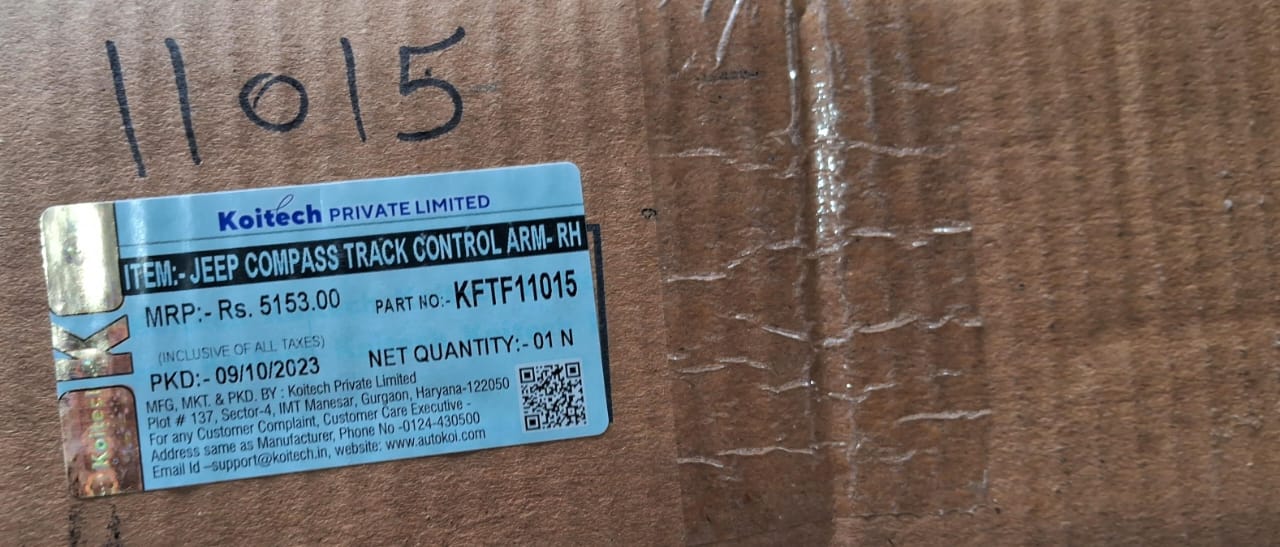 11015
Koitech PRIVATE LIMITED
ITEM:- JEEP COMPASS TRACK CONTROL ARM- RH
MRP:- Rs. 5153.00 PART NO:- KFTF11015
(INCLUSIVE OF ALL TAXES)
PKD:- 09/10/2023 NET QUANTITY:- 01 N
MFG, MKT. & PKD. BY : Koitech Private Limited
Plot # 137, Sector-4, IMT Manesar, Gurgaon, Haryana-122050
For any Customer Complaint, Customer Care Executive -
Address same as Manufacturer, Phone No -0124-430500
Email Id –support@koitech.in, website: www.autokoi.com
Koitech